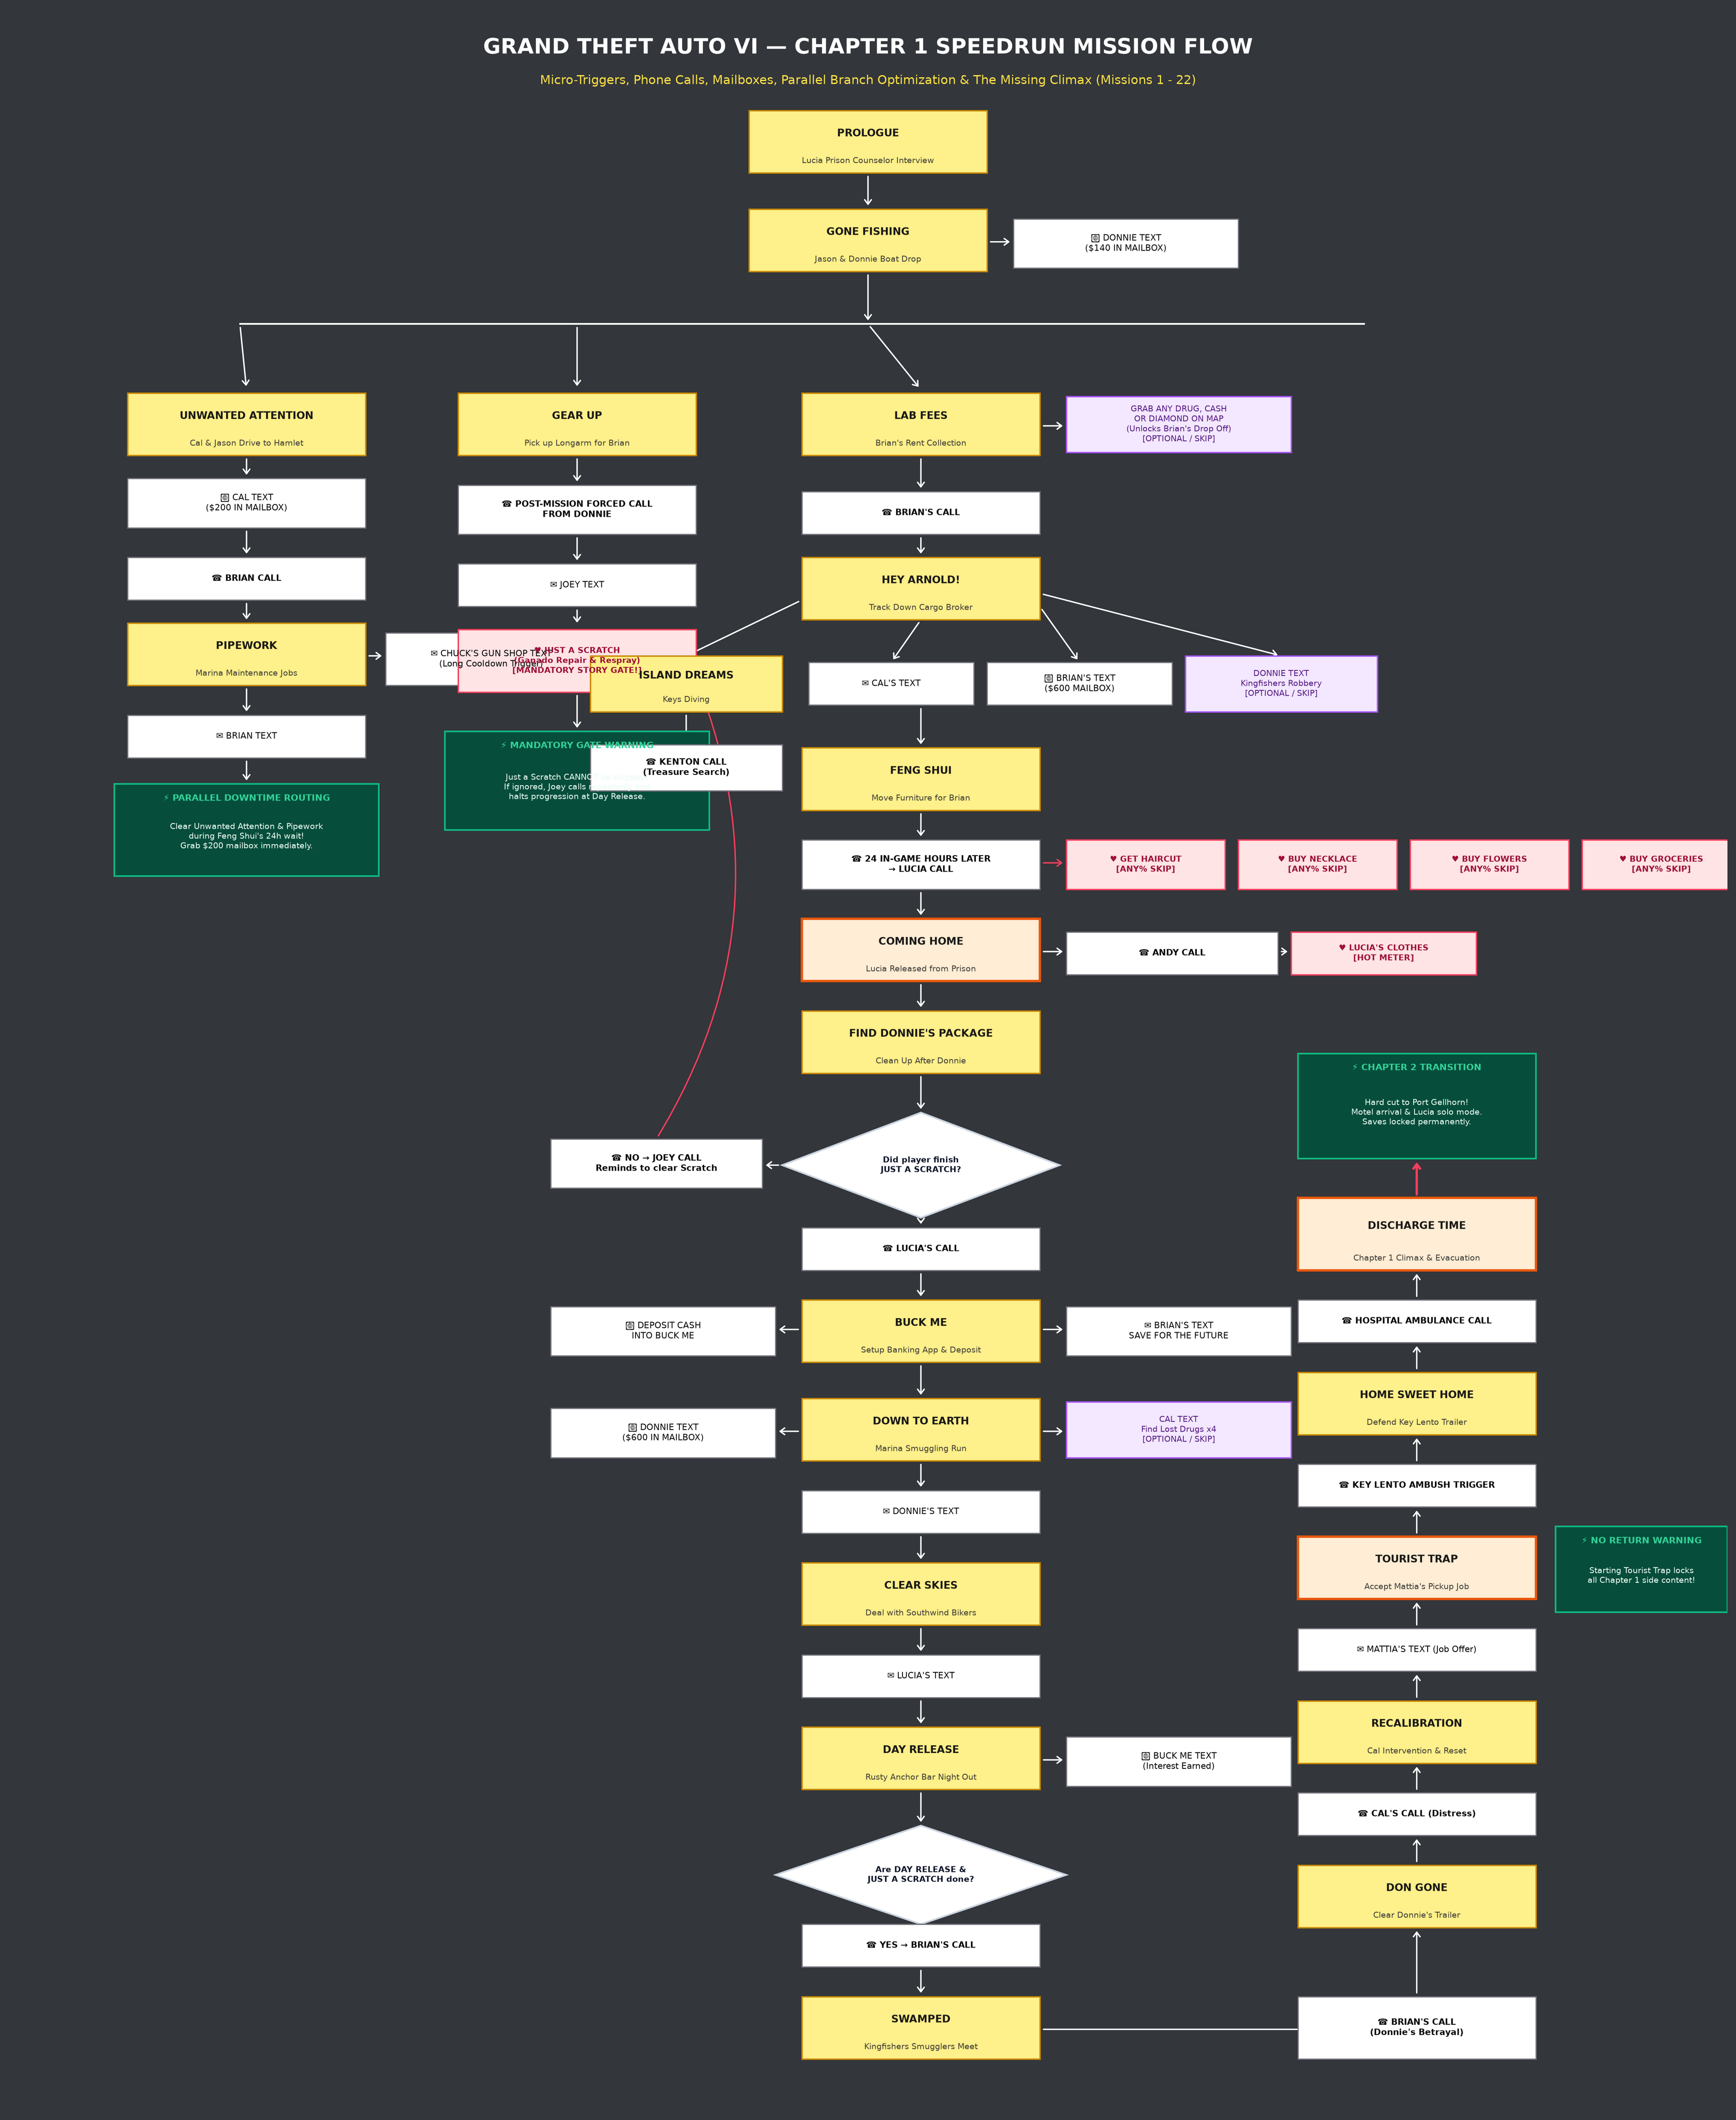 GRAND THEFT AUTO VI — CHAPTER 1 SPEEDRUN MISSION FLOW
Micro-Triggers, Phone Calls, Mailboxes, Parallel Branch Optimization & The Missing Climax (Missions 1 - 22)
PROLOGUE
Lucia Prison Counselor Interview
GONE FISHING
Jason & Donnie Boat Drop
DONNIE TEXT
($140 IN MAILBOX)
UNWANTED ATTENTION
Cal & Jason Drive to Hamlet
GEAR UP
Pick up Longarm for Brian
LAB FEES
Brian's Rent Collection
GRAB ANY DRUG, CASH
OR DIAMOND ON MAP
(Unlocks Brian's Drop Off)
[OPTIONAL / SKIP]
CAL TEXT
($200 IN MAILBOX)
☎ POST-MISSION FORCED CALL
FROM DONNIE
☎ BRIAN'S CALL
☎ BRIAN CALL
✉ JOEY TEXT
HEY ARNOLD!
Track Down Cargo Broker
PIPEWORK
Marina Maintenance Jobs
✉ CHUCK'S GUN SHOP TEXT
(Long Cooldown Trigger)
♥ JUST A SCRATCH
(Ganado Repair & Respray)
[MANDATORY STORY GATE!]
ISLAND DREAMS
Keys Diving
✉ CAL'S TEXT
BRIAN'S TEXT
($600 MAILBOX)
DONNIE TEXT
Kingfishers Robbery
[OPTIONAL / SKIP]
✉ BRIAN TEXT
⚡ MANDATORY GATE WARNING
Just a Scratch CANNO
If ignored, Joey calls
halts progression at Day Release.
☎ KENTON CALL
(Treasure Search)
FENG SHUI
Move Furniture for Brian
⚡ PARALLEL DOWNTIME ROUTING
Clear Unwanted Attention & Pipework
during Feng Shui's 24h wait!
Grab $200 mailbox immediately.
☎ 24 IN-GAME HOURS LATER
→ LUCIA CALL
♥ GET HAIRCUT
[ANY% SKIP]
♥ BUY NECKLACE
[ANY% SKIP]
♥ BUY FLOWERS
[ANY% SKIP]
♥ BUY GROCERIES
[ANY% SKIP]
COMING HOME
Lucia Released from Prison
☎ ANDY CALL
♥ LUCIA'S CLOTHES
[HOT METER]
FIND DONNIE'S PACKAGE
Clean Up After Donnie
⚡ CHAPTER 2 TRANSITION
Hard cut to Port Gellhorn!
Motel arrival & Lucia solo mode.
Saves locked permanently.
☎ NO → JOEY CALL
Reminds to clear Scratch
Did player finish
JUST A SCRATCH?
☎ LUCIA'S CALL
DISCHARGE TIME
Chapter 1 Climax & Evacuation
DEPOSIT CASH
INTO BUCK ME
BUCK ME
Setup Banking App & Deposit
✉ BRIAN'S TEXT
SAVE FOR THE FUTURE
☎ HOSPITAL AMBULANCE CALL
DONNIE TEXT
($600 IN MAILBOX)
DOWN TO EARTH
Marina Smuggling Run
CAL TEXT
Find Lost Drugs x4
[OPTIONAL / SKIP]
HOME SWEET HOME
Defend Key Lento Trailer
✉ DONNIE'S TEXT
☎ KEY LENTO AMBUSH TRIGGER
CLEAR SKIES
Deal with Southwind Bikers
TOURIST TRAP
Accept Mattia's Pickup Job
⚡ NO RETURN WARNING
Starting Tourist Trap locks
all Chapter 1 side content!
✉ LUCIA'S TEXT
✉ MATTIA'S TEXT (Job Offer)
DAY RELEASE
Rusty Anchor Bar Night Out
BUCK ME TEXT
(Interest Earned)
RECALIBRATION
Cal Intervention & Reset
☎ CAL'S CALL (Distress)
Are DAY RELEASE &
JUST A SCRATCH done?
DON GONE
Clear Donnie's Trailer
☎ YES → BRIAN'S CALL
SWAMPED
Kingfishers Smugglers Meet
☎ BRIAN'S CALL
(Donnie's Betrayal)